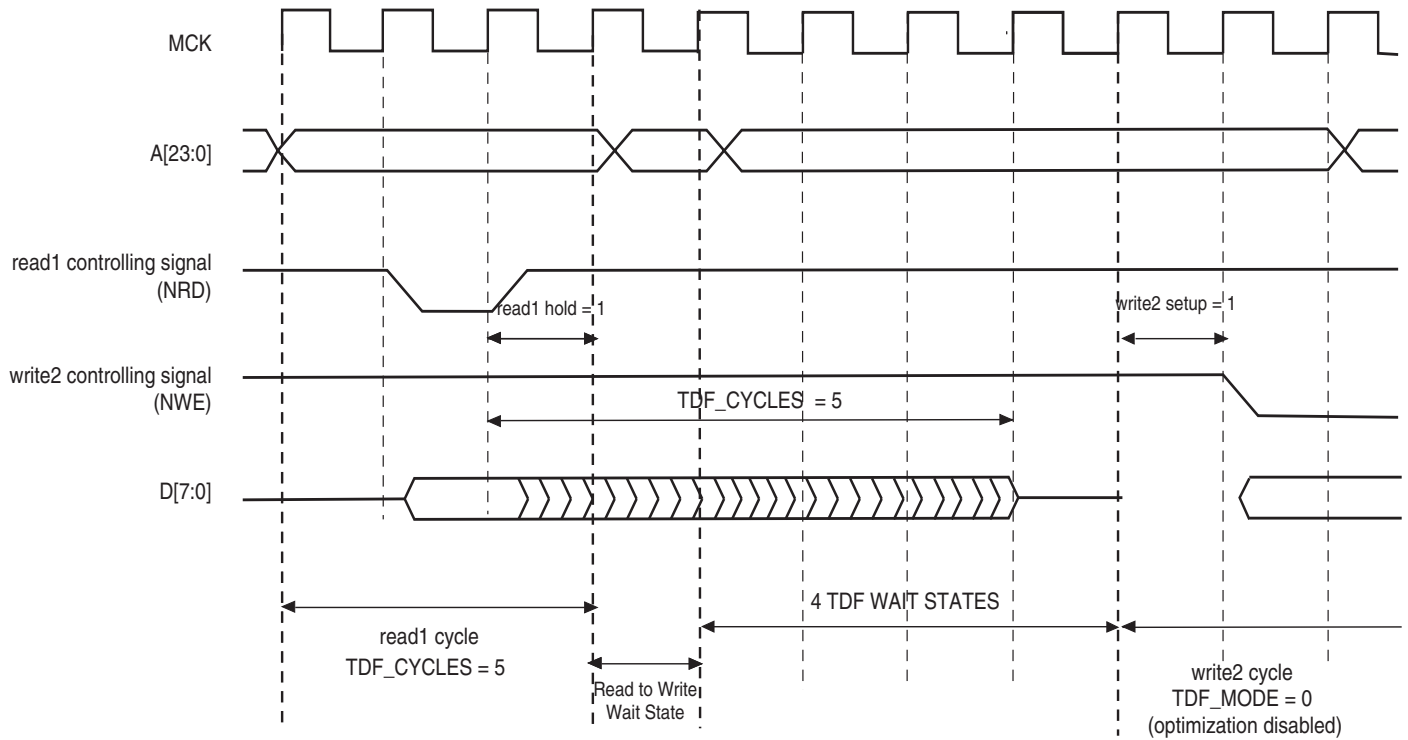 MCK
A[23:0]
read1 controlling signal
(NRD)
read1 hold = 1
write2 setup = 1
write2 controlling signal
(NWE)
TDF_CYCLES = 5
D[7:0]
4 TDF WAIT STATES
read1 cycle
TDF_CYCLES = 5
Read to Write
Wait State
write2 cycle
TDF_MODE = 0
(optimization disabled)